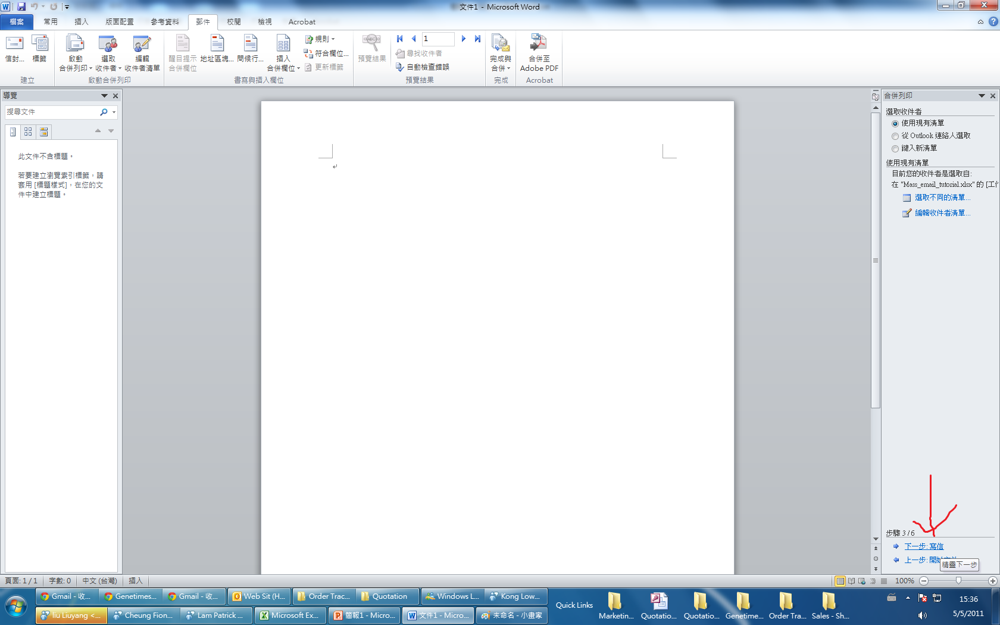 文件1 - Microsoft Word
檔案 常用 插入 版面配置 參考資料 郵件 校閱 檢視 Acrobat
信封... 標籤
建立
啟動
合併列印
選取
收件者
編輯
收件者清單
啟動合併列印
醒目提示
合併欄位
地址區塊... 問候行...
插入
合併欄位
規則
符合欄位...
更新標籤
書寫與插入欄位
ABC
預覽結果
1
尋找收件者
自動檢查錯誤
預覽結果
完成與
合併
完成
合併至
Adobe PDF
Acrobat
導覽
搜尋文件
此文件不含標題。
若要建立瀏覽索引標籤，請
套用 [標題樣式]，在您的文
件中建立標題。
合併列印
選取收件者
使用現有清單
從 Outlook 連絡人選取
鍵入新清單
使用現有清單
目前您的收件者是選取自:
在 "Mass_email_tutorial.xlsx" 的 [工作
選取不同的清單...
編輯收件者清單...
步驟 3 / 6
下一步: 寫信
上一步: 開始文件
精靈下一步
頁面: 1 / 1 字數: 0 中文 (台灣) 插入
100%
Gmail - 收... Genetimes... Gmail - 收... Web Sit (H... Order Trac... Quotation Windows L... Kong Low...
liu Liuyang <... Cheung Fion... Lam Patrick ... Microsoft Ex... 簡報1 - Micro... 文件1 - Micro... 未命名 - 小畫家
Quick Links
Marketin... Quotatio... Quotatio... Genetime... Order Tra... Sales - Sh...
15:36
5/5/2011